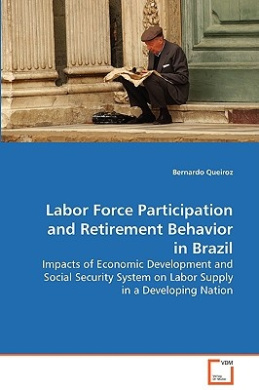 Bernardo Queiroz
Labor Force Participation
and Retirement Behavior
in Brazil
Impacts of Economic Development and
Social Security System on Labor Supply
in a Developing Nation
VDM